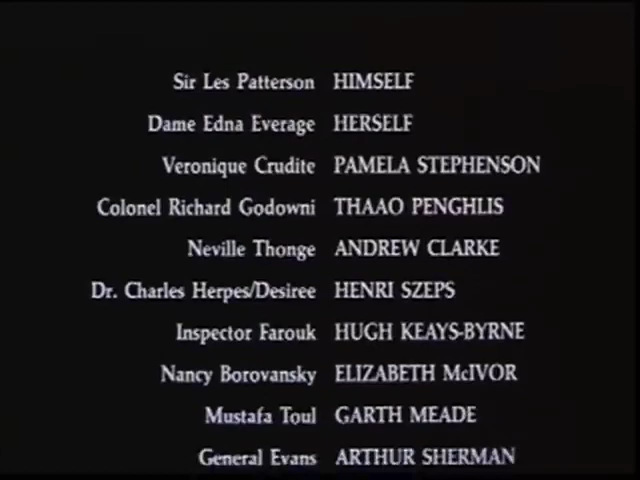 Sir Les Patterson HIMSELF
Dame Edna Everage HERSELF
Veronique Crudite PAMELA STEPHENSON
Colonel Richard Godowni THAAO PENGHLIS
Neville Thonge ANDREW CLARKE
Dr. Charles Herpes/Desiree HENRI SZEPS
Inspector Farouk HUGH KEAYS-BYRNE
Nancy Borovansky ELIZABETH McIVOR
Mustafa Toul GARTH MEADE
General Evans ARTHUR SHERMAN